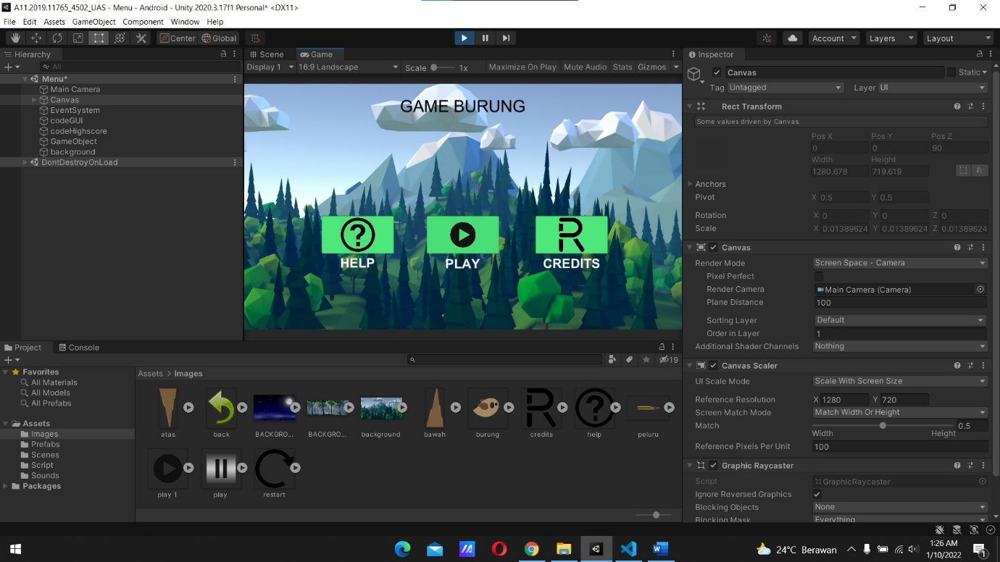 A11.2019.11765_4502_UAS - Menu - Android - Unity 2020.3.17f1 Personal* <DX11>
File Edit Assets GameObject Component Window Help
Center Global Account Layers Layout
Hierarchy
All
Menu*
Main Camera
Canvas
EventSystem
codeGUI
codeHighscore
GameObject
background
DontDestroyOnLoad
Scene Game
Display 1 16:9 Landscape Scale 1x Maximize On Play Mute Audio Stats Gizmos
GAME BURUNG
HELP PLAY CREDITS
Project Console
19
Favorites
All Materials
All Models
All Prefabs
Assets
Images
Prefabs
Scenes
Script
Sounds
Packages
Assets > Images
atas back BACKGRO... BACKGRO... background bawah burung credits help peluru
play 1 play restart
Inspector
Canvas Static
Tag Untagged Layer UI
Rect Transform
Some values driven by Canvas.
Pos X Pos Y Pos Z
0 0 90
Width Height
1280.678 719.619 R
Anchors
Pivot X 0.5 Y 0.5
Rotation X 0 Y 0 Z 0
Scale X 0.01389624 Y 0.01389624 Z 0.01389624
Canvas
Render Mode Screen Space - Camera
Pixel Perfect
Render Camera Main Camera (Camera)
Plane Distance 100
Sorting Layer Default
Order in Layer 1
Additional Shader Channels Nothing
Canvas Scaler
UI Scale Mode Scale With Screen Size
Reference Resolution X 1280 Y 720
Screen Match Mode Match Width Or Height
Match 0.5
Width Height
Reference Pixels Per Unit 100
Graphic Raycaster
Script GraphicRaycaster
Ignore Reversed Graphics
Blocking Objects None
Blocking Mask Everything
24°C Berawan 1:26 AM
1/10/2022 1